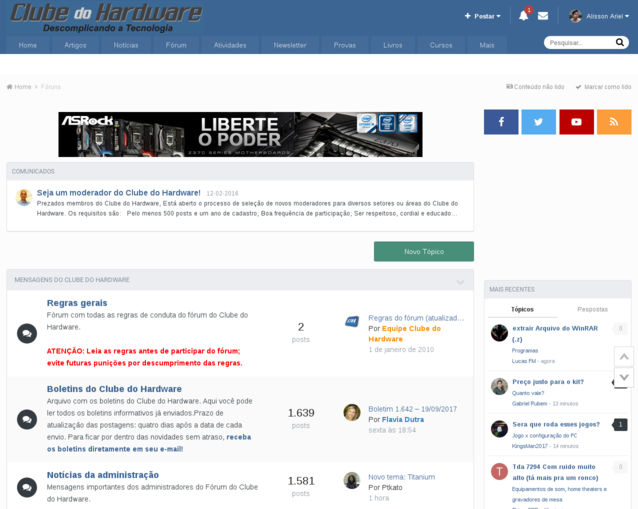 Clube do Hardware
Descomplicando a Tecnologia
Postar
1
Alisson Ariel
Home
Artigos
Notícias
Fórum
Atividades
Newsletter
Provas
Livros
Cursos
Mais
Pesquisar...
Home
Fóruns
Conteúdo não lido
Marcar como lido
ASRock
LIBERTE
O PODER
Z370 SERIES MOTHERBOARDS
COMUNICADOS
Seja um moderador do Clube do Hardware! 12-02-2016
Prezados membros do Clube do Hardware, Está aberto o processo de seleção de novos moderadores para diversos setores ou áreas do Clube do
Hardware. Os requisitos são: Pelo menos 500 posts e um ano de cadastro; Boa frequência de participação; Ser respeitoso, cordial e educado...
Novo Tópico
MENSAGENS DO CLUBE DO HARDWARE
Regras gerais
Fórum com todas as regras de conduta do fórum do Clube do
Hardware.
ATENÇÃO: Leia as regras antes de participar do fórum;
evite futuras punições por descumprimento das regras.
2
posts
Regras do fórum (atualizad...
Por Equipe Clube do
Hardware
1 de janeiro de 2010
Boletins do Clube do Hardware
Arquivo com os boletins do Clube do Hardware. Aqui você pode
ler todos os boletins informativos já enviados.Prazo de
atualização das postagens: quatro dias após a data de cada
envio. Para ficar por dentro das novidades sem atraso, receba
os boletins diretamente em seu e-mail!
1.639
posts
Boletim 1.642 – 19/09/2017
Por Flavia Dutra
sexta às 18:54
Notícias da administração
Mensagens importantes dos administradores do Fórum do Clube
do Hardware.
1.581
posts
Novo tema: Titanium
Por Ptkato
1 hora
MAIS RECENTES
Tópicos
Respostas
extrair Arquivo do WinRAR
(.z)
Programas
Lucas FM - agora
0
Preço junto para o kit?
Quanto vale?
Gabriel Rubem - 13 minutos
Sera que roda esses jogos?
Jogo x configuração do PC
KingsMan2017 - 14 minutos
1
T
Tda 7294 Com ruido muito
alto (tá mais pra um ronco)
Equipamentos de som, home theaters e
gravadores de mesa
0